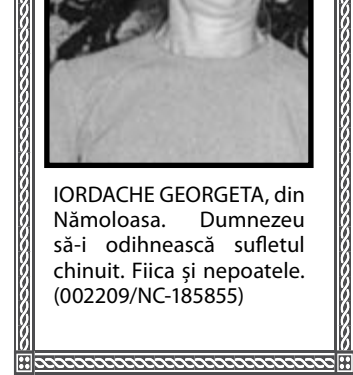 IORDACHE GEORGETA, din
Nămoloasa. Dumnezeu
să-i odihnească sufletul
chinuit. Fiica și nepoatele.
(002209/NC-185855)